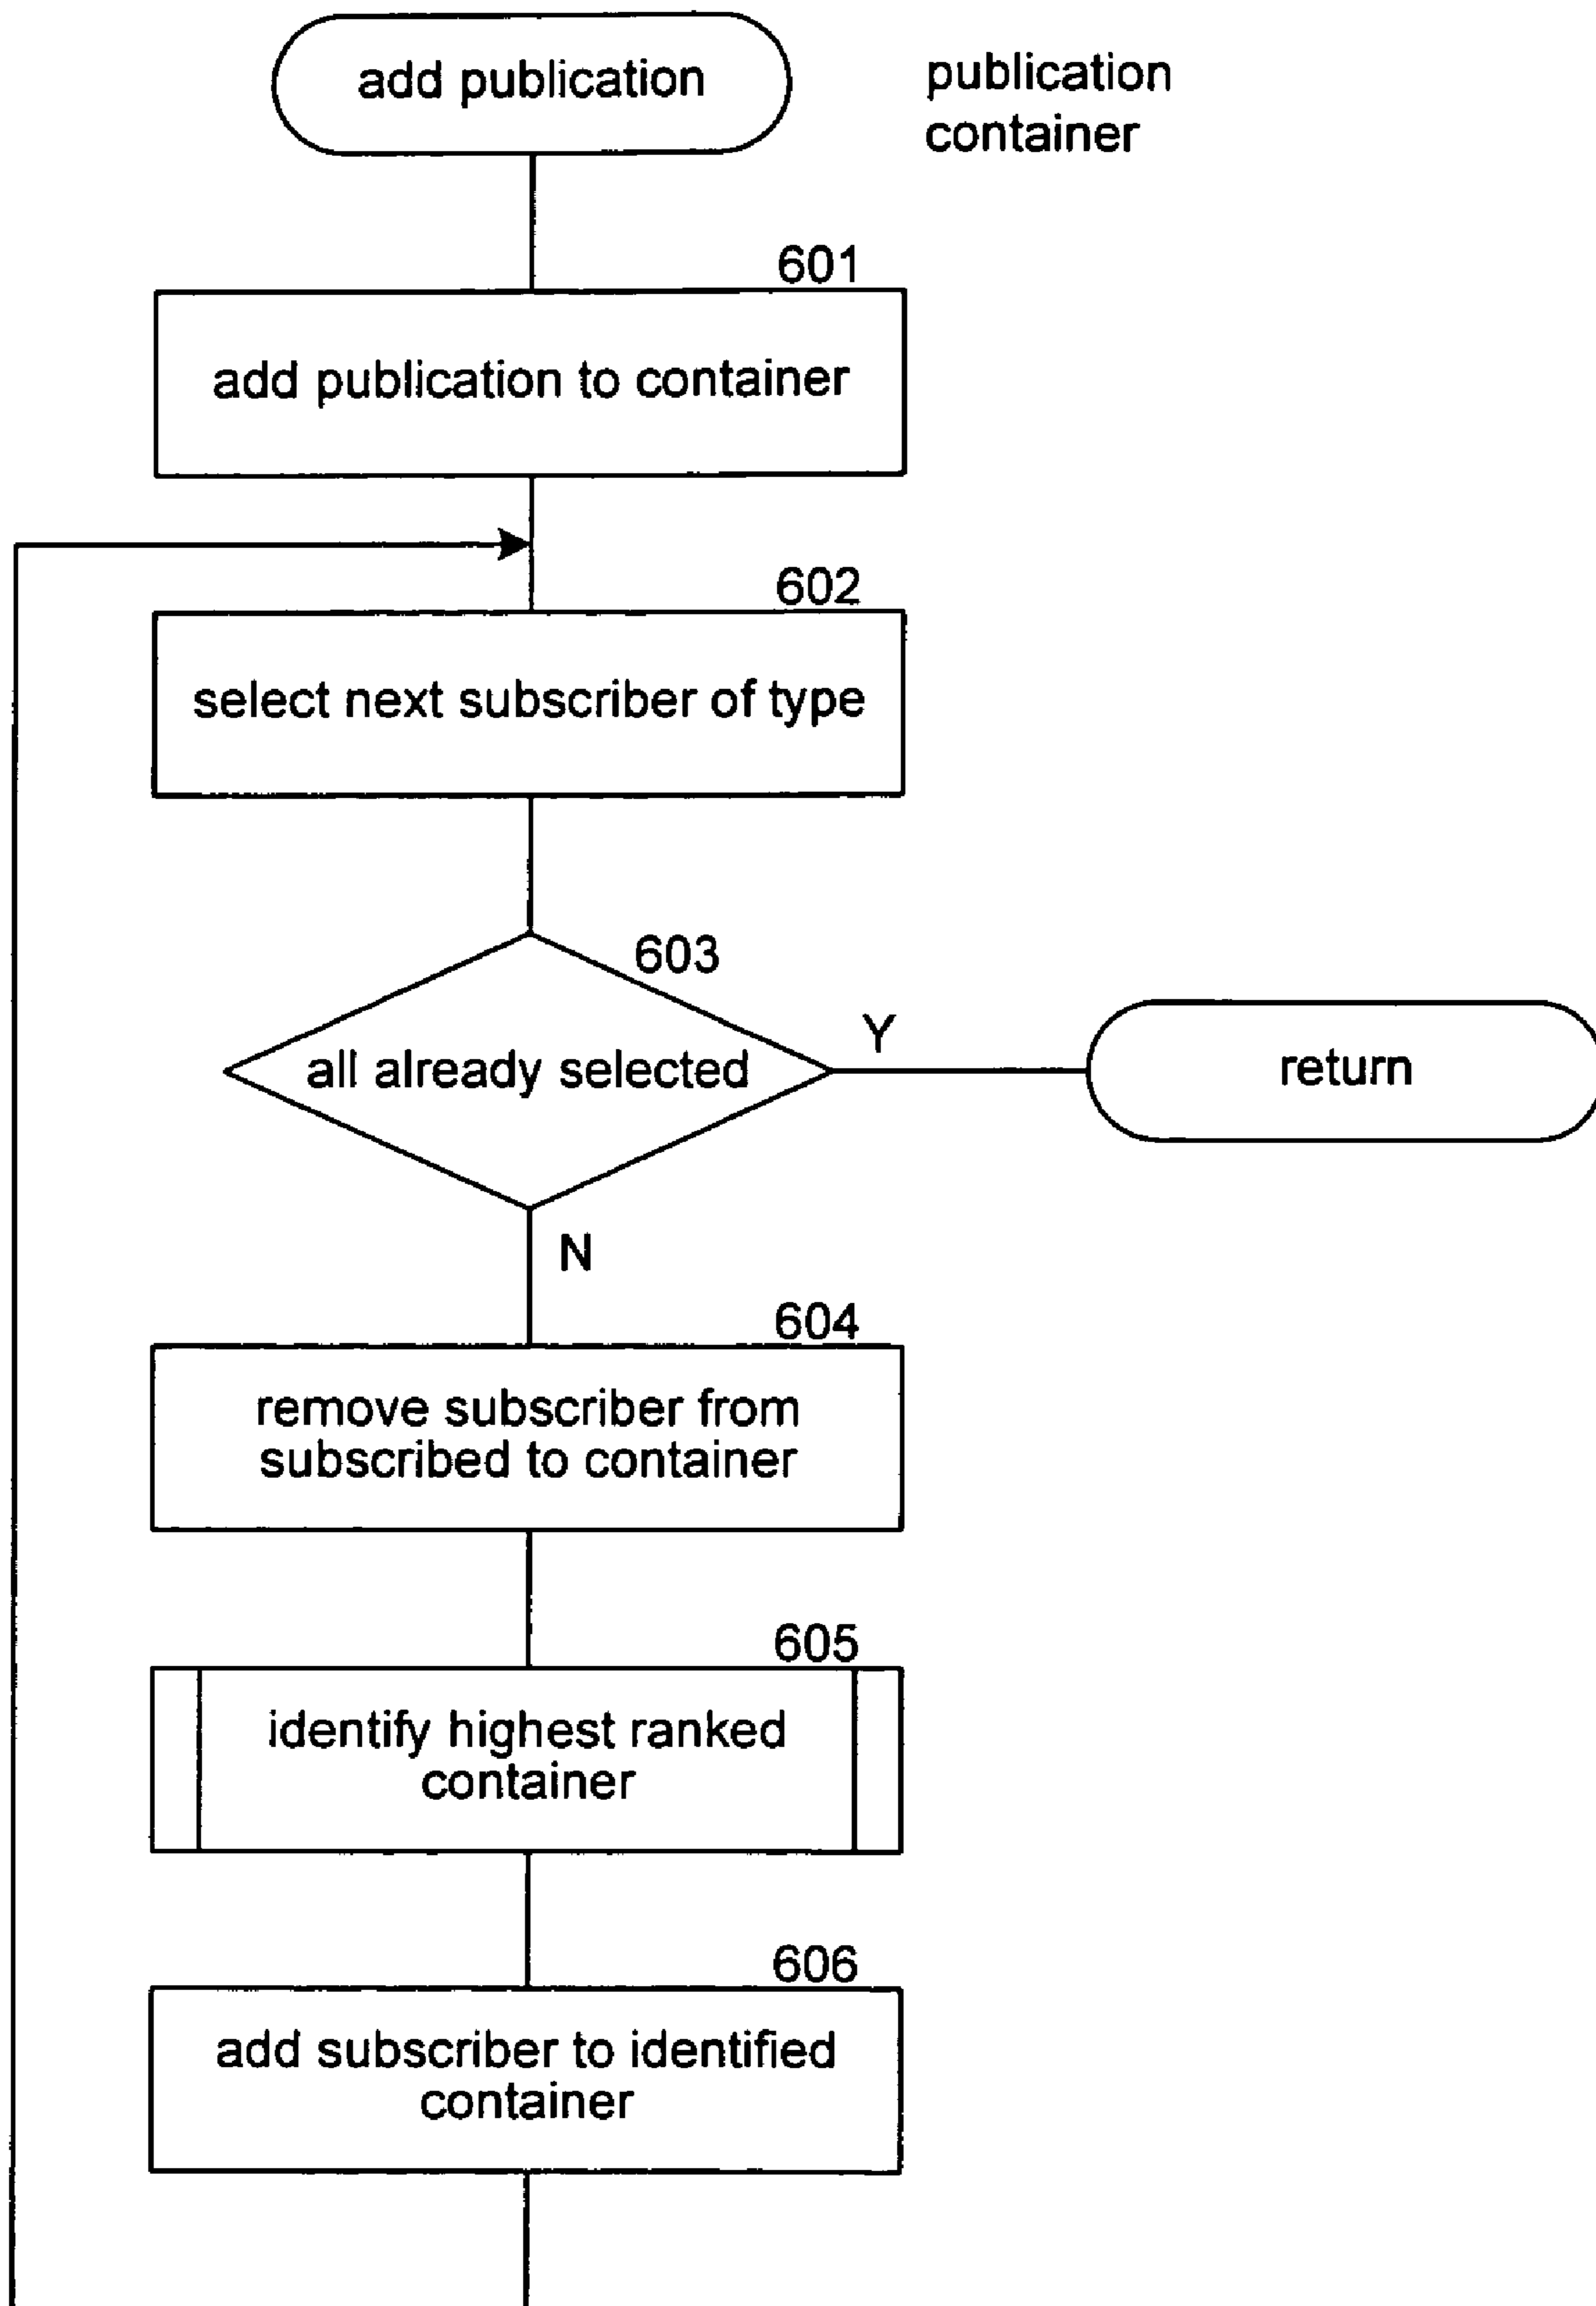 add publication
publication
container
601
add publication to container
602
select next subscriber of type
603
all already selected
Y
return
N
604
remove subscriber from
subscribed to container
605
identify highest ranked
container
606
add subscriber to identified
container